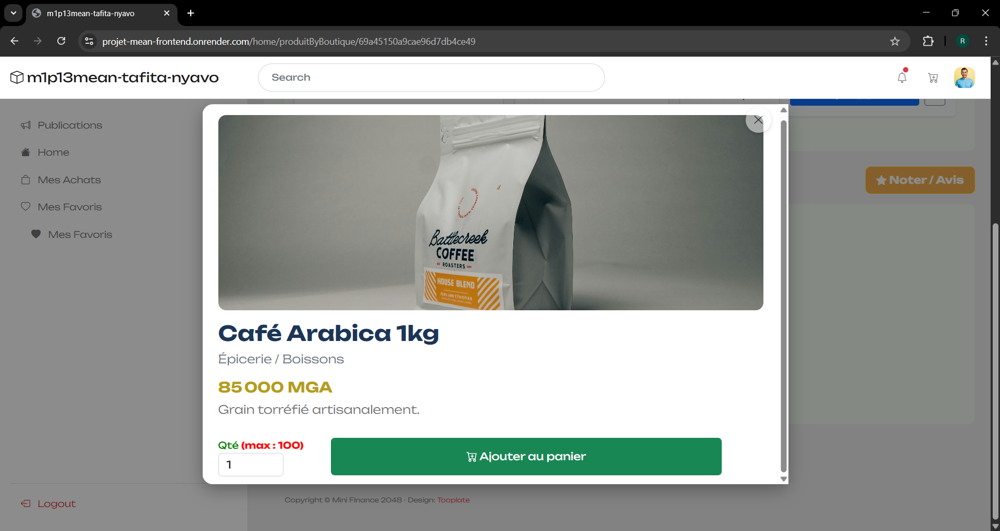 m1p13mean-tafita-nyavo
projet-mean-frontend.onrender.com/home/produitByBoutique/69a45150a9cae96d7db4ce49
R
m1p13mean-tafita-nyavo
Search
Publications
Home
Mes Achats
Mes Favoris
Mes Favoris
Logout
Noter / Avis
Battlecreek
COFFEE
ROASTERS
HOUSE BLEND
PERU AND ETHIOPIAN
Café Arabica 1kg
Épicerie / Boissons
85 000 MGA
Grain torréfié artisanalement.
Qté (max : 100)
1
Ajouter au panier
Copyright © Mini Finance 2048 - Design: Tooplate